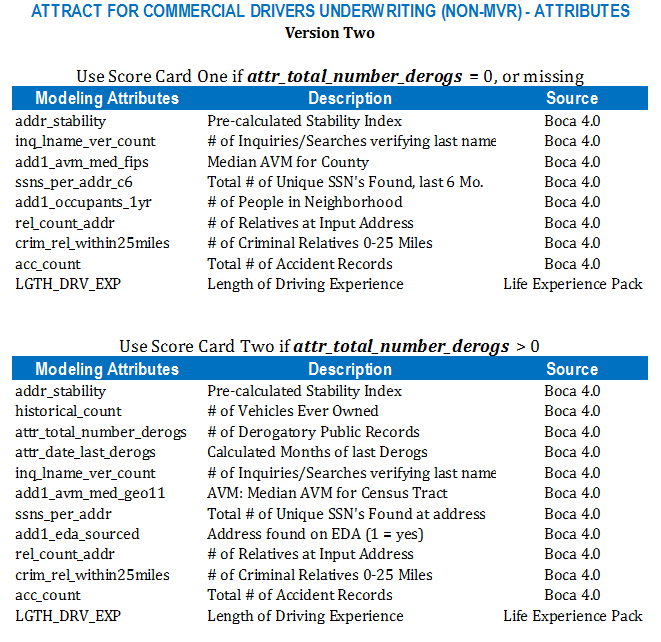 ATTRACT FOR COMMERCIAL DRIVERS UNDERWRITING (NON-MVR) - ATTRIBUTES
Version Two
Use Score Card One if attr_total_number_derogs = 0, or missing
Modeling Attributes Description Source
addr_stability Pre-calculated Stability Index Boca 4.0
inq_lname_ver_count # of Inquiries/Searches verifying last name Boca 4.0
add1_avm_med_fips Median AVM for County Boca 4.0
ssns_per_addr_c6 Total # of Unique SSN's Found, last 6 Mo. Boca 4.0
add1_occupants_1yr # of People in Neighborhood Boca 4.0
rel_count_addr # of Relatives at Input Address Boca 4.0
crim_rel_within25miles # of Criminal Relatives 0-25 Miles Boca 4.0
acc_count Total # of Accident Records Boca 4.0
LGTH_DRV_EXP Length of Driving Experience Life Experience Pack
Use Score Card Two if attr_total_number_derogs > 0
Modeling Attributes Description Source
addr_stability Pre-calculated Stability Index Boca 4.0
historical_count # of Vehicles Ever Owned Boca 4.0
attr_total_number_derogs # of Derogatory Public Records Boca 4.0
attr_date_last_derogs Calculated Months of last Derogs Boca 4.0
inq_lname_ver_count # of Inquiries/Searches verifying last name Boca 4.0
add1_avm_med_geo11 AVM: Median AVM for Census Tract Boca 4.0
ssns_per_addr Total # of Unique SSN's Found at address Boca 4.0
add1_eda_sourced Address found on EDA (1 = yes) Boca 4.0
rel_count_addr # of Relatives at Input Address Boca 4.0
crim_rel_within25miles # of Criminal Relatives 0-25 Miles Boca 4.0
acc_count Total # of Accident Records Boca 4.0
LGTH_DRV_EXP Length of Driving Experience Life Experience Pack